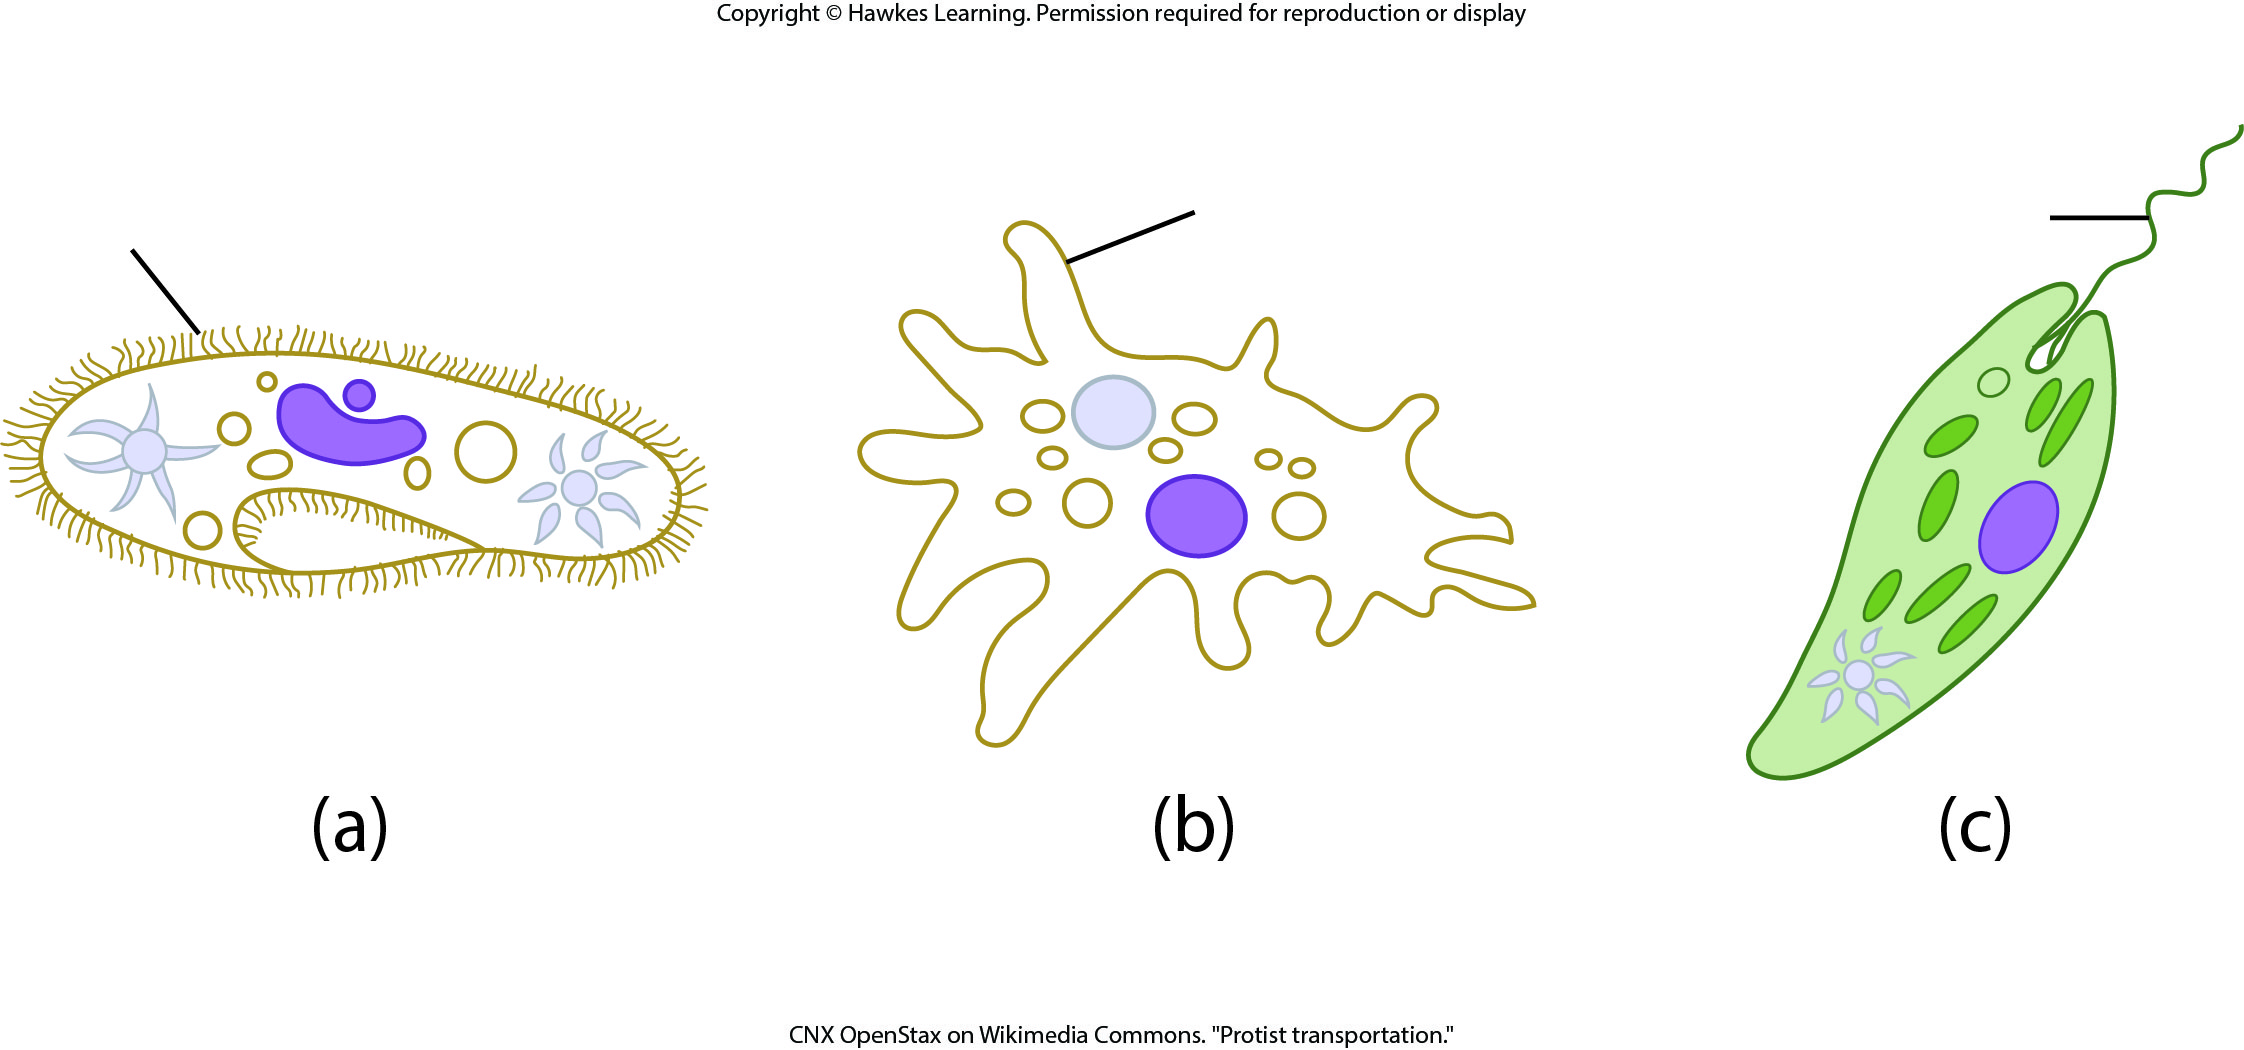 Copyright © Hawkes Learning. Permission required for reproduction or display
(a)
(b)
(c)
CNX OpenStax on Wikimedia Commons. "Protist transportation."